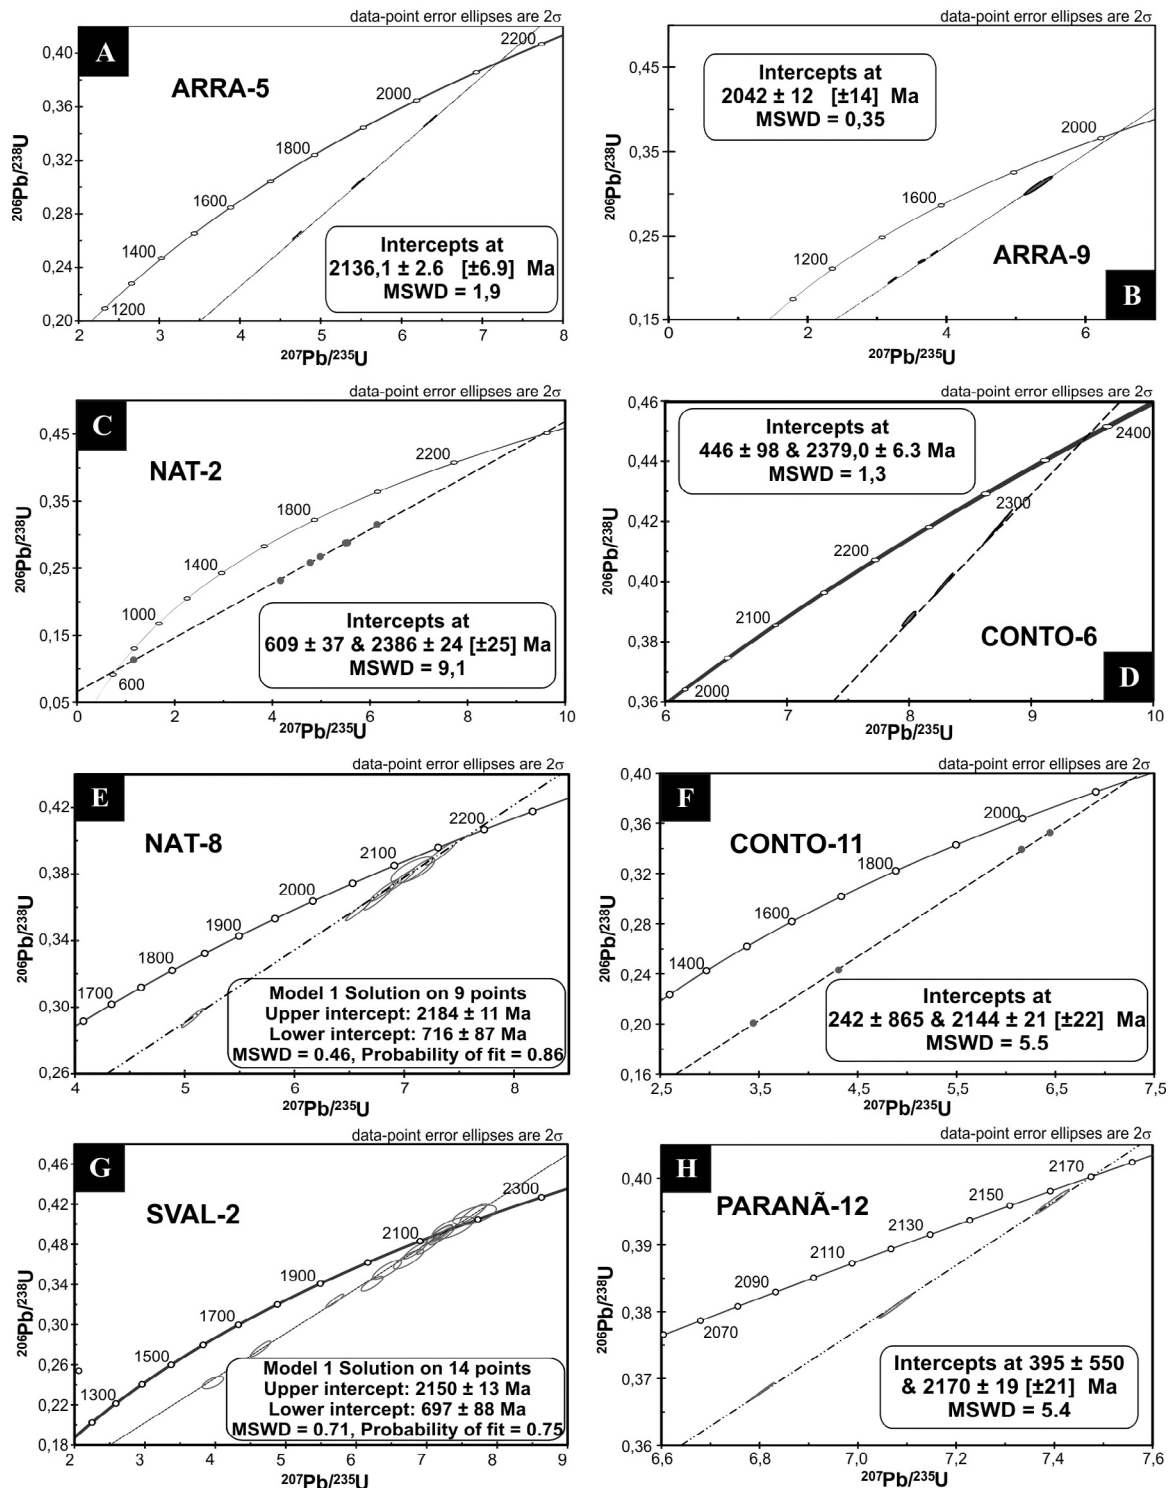 data-point error ellipses are 2σ
A
ARRA-5
0,40
0,36
0,32
0,28
0,24
0,20
206Pb/238U
2200
2000
1800
1600
1400
1200
Intercepts at
2136,1 ± 2.6 [±6.9] Ma
MSWD = 1,9
2 3 4 5 6 7 8
207Pb/235U
data-point error ellipses are 2σ
Intercepts at
2042 ± 12 [±14] Ma
MSWD = 0,35
0,45
0,35
0,25
0,15
206Pb/238U
2000
1600
1200
ARRA-9
B
0 2 4 6
207Pb/235U
data-point error ellipses are 2σ
C
NAT-2
0,45
0,35
0,25
0,15
0,05
206Pb/238U
2200
1800
1400
1000
600
Intercepts at
609 ± 37 & 2386 ± 24 [±25] Ma
MSWD = 9,1
0 2 4 6 8 10
207Pb/235U
data-point error ellipses are 2σ
Intercepts at
446 ± 98 & 2379,0 ± 6.3 Ma
MSWD = 1,3
0,46
0,44
0,42
0,40
0,38
0,36
206Pb/238U
2400
2300
2200
2100
2000
CONTO-6
D
6 7 8 9 10
207Pb/235U
data-point error ellipses are 2σ
E
NAT-8
0,42
0,38
0,34
0,30
0,26
206Pb/238U
2200
2100
2000
1900
1800
1700
Model 1 Solution on 9 points
Upper intercept: 2184 ± 11 Ma
Lower intercept: 716 ± 87 Ma
MSWD = 0.46, Probability of fit = 0.86
4 5 6 7 8
207Pb/235U
data-point error ellipses are 2σ
F
CONTO-11
0,40
0,36
0,32
0,28
0,24
0,20
0,16
206Pb/238U
2000
1800
1600
1400
Intercepts at
242 ± 865 & 2144 ± 21 [±22] Ma
MSWD = 5.5
2,5 3,5 4,5 5,5 6,5 7,5
207Pb/235U
data-point error ellipses are 2σ
G
SVAL-2
0,46
0,42
0,48
0,34
0,30
0,26
0,22
0,18
206Pb/238U
2300
2100
1900
1700
1500
1300
Model 1 Solution on 14 points
Upper intercept: 2150 ± 13 Ma
Lower intercept: 697 ± 88 Ma
MSWD = 0.71, Probability of fit = 0.75
2 3 4 5 6 7 8 9
207Pb/235U
data-point error ellipses are 2σ
H
PARANÃ-12
0,40
0,39
0,38
0,37
0,36
206Pb/238U
2170
2150
2130
2110
2090
2070
Intercepts at 395 ± 550
& 2170 ± 19 [±21] Ma
MSWD = 5.4
6,6 6,8 7,0 7,2 7,4 7,6
207Pb/235U